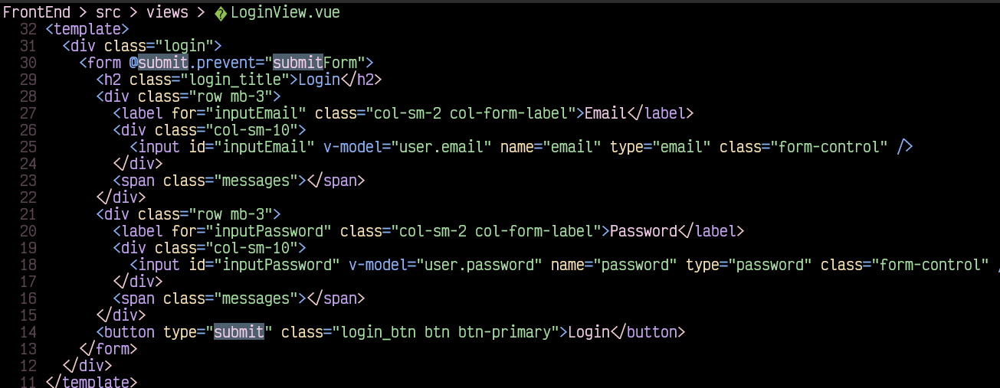 FrontEnd > src > views > LoginView.vue
32 <template>
31   <div class="login">
30     <form @submit.prevent="submitForm">
29       <h2 class="login_title">Login</h2>
28       <div class="row mb-3">
27         <label for="inputEmail" class="col-sm-2 col-form-label">Email</label>
26         <div class="col-sm-10">
25           <input id="inputEmail" v-model="user.email" name="email" type="email" class="form-control" />
24         </div>
23         <span class="messages"></span>
22       </div>
21       <div class="row mb-3">
20         <label for="inputPassword" class="col-sm-2 col-form-label">Password</label>
19         <div class="col-sm-10">
18           <input id="inputPassword" v-model="user.password" name="password" type="password" class="form-control" /
17         </div>
16         <span class="messages"></span>
15       </div>
14       <button type="submit" class="login_btn btn btn-primary">Login</button>
13     </form>
12   </div>
11 </template>